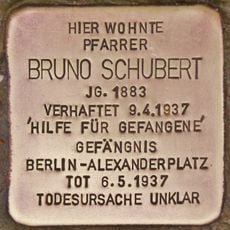 HIER WOHNTE
PFARRER
BRUNO SCHUBERT
JG. 1883
VERHAFTET 9.4.1937
'HILFE FÜR GEFANGENE'
GEFÄNGNIS
BERLIN-ALEXANDERPLATZ
TOT 6.5.1937
TODESURSACHE UNKLAR